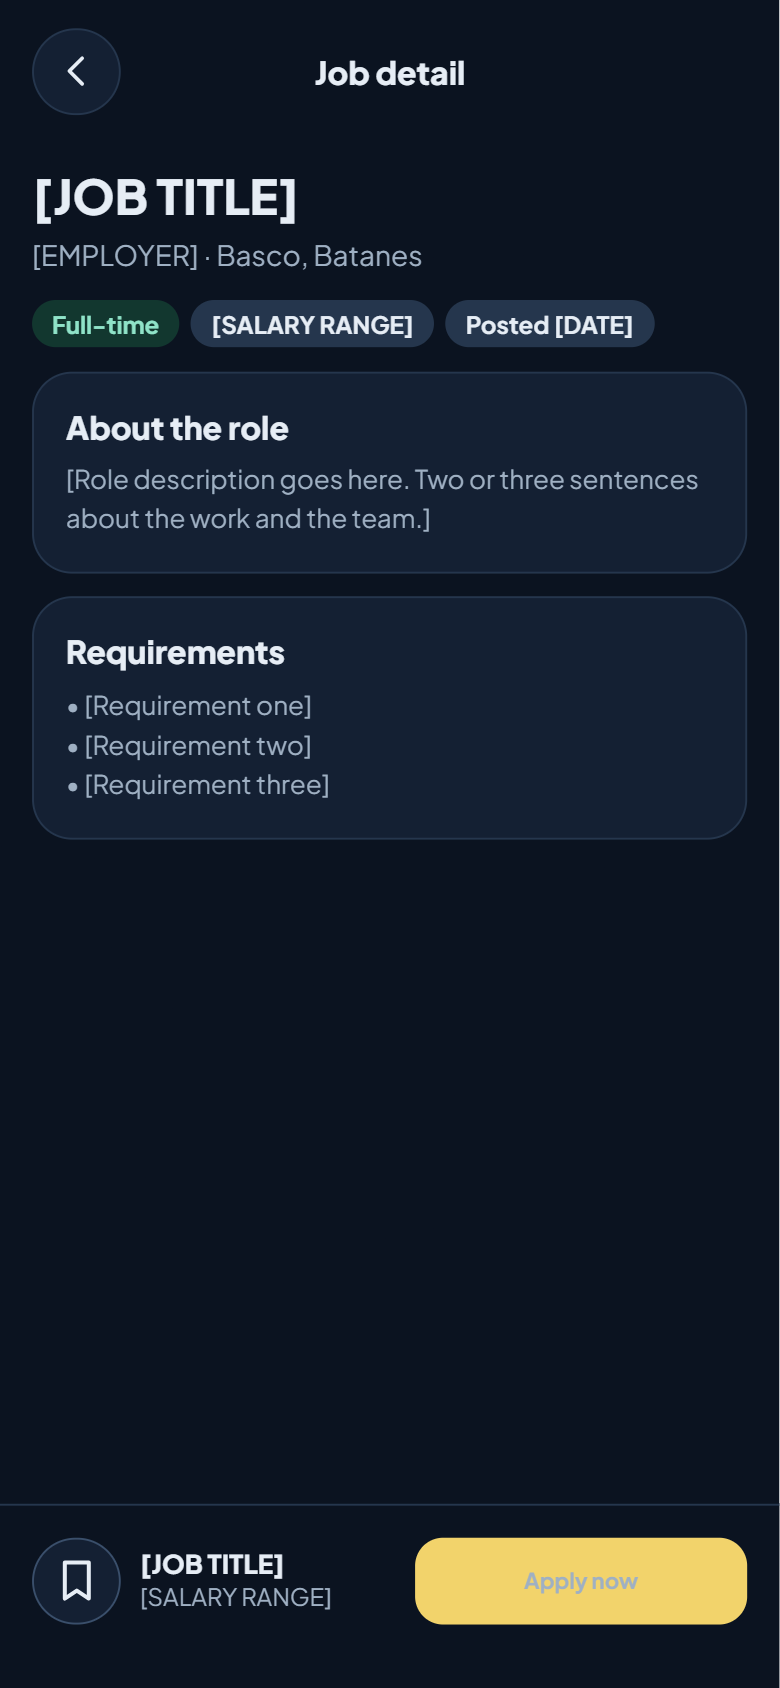 Job detail
[JOB TITLE]
[EMPLOYER] · Basco, Batanes
Full-time
[SALARY RANGE]
Posted [DATE]
About the role
[Role description goes here. Two or three sentences
about the work and the team.]
Requirements
• [Requirement one]
• [Requirement two]
• [Requirement three]
[JOB TITLE]
[SALARY RANGE]
Apply now